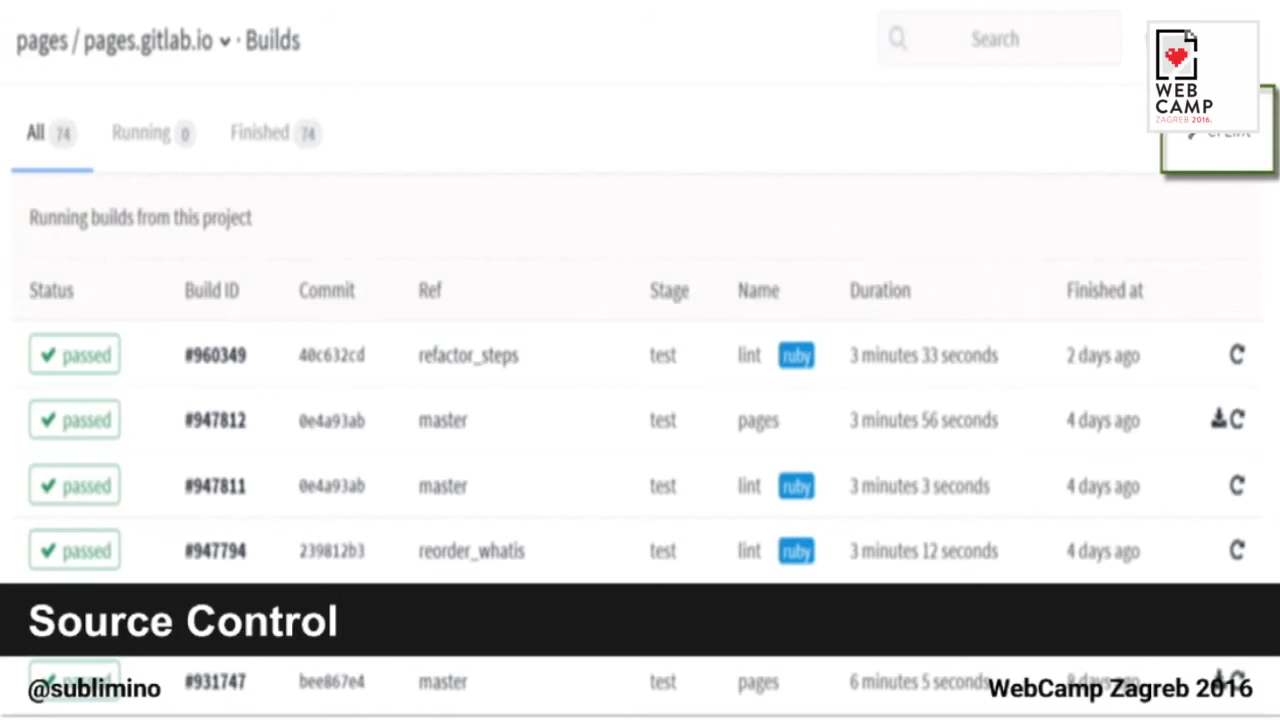 pages / pages.gitlab.io · Builds
Search
WEB
CAMP
ZAGREB 2016.
All 74 Running 0 Finished 74
Running builds from this project
Status Build ID Commit Ref Stage Name Duration Finished at
passed #960349 40c632cd refactor_steps test lint ruby 3 minutes 33 seconds 2 days ago
passed #947812 0e4a93ab master test pages 3 minutes 56 seconds 4 days ago
passed #947811 0e4a93ab master test lint ruby 3 minutes 3 seconds 4 days ago
passed #947794 239812b3 reorder_whatis test lint ruby 3 minutes 12 seconds 4 days ago
Source Control
#931747 bee867e4 master test pages 6 minutes 5 seconds
@sublimino WebCamp Zagreb 2016